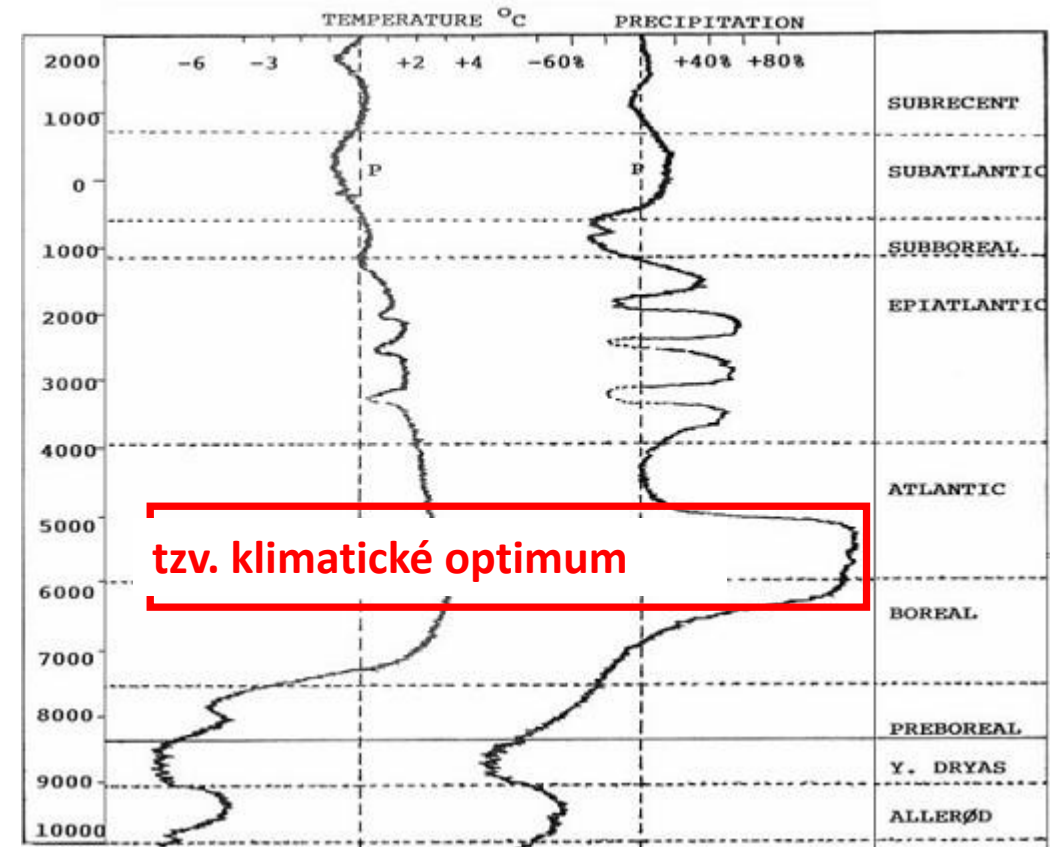 TEMPERATURE °C PRECIPITATION
2000 -6 -3 +2 +4 -60% +40% +80%
1000 SUBRECENT
P P SUBATLANTIC
0
1000 SUBBOREAL
2000 EPIATLANTIC
3000
4000
ATLANTIC
5000
tzv. klimatické optimum
6000
BOREAL
7000
8000
PREBOREAL
Y. DRYAS
9000
ALLERØD
10000